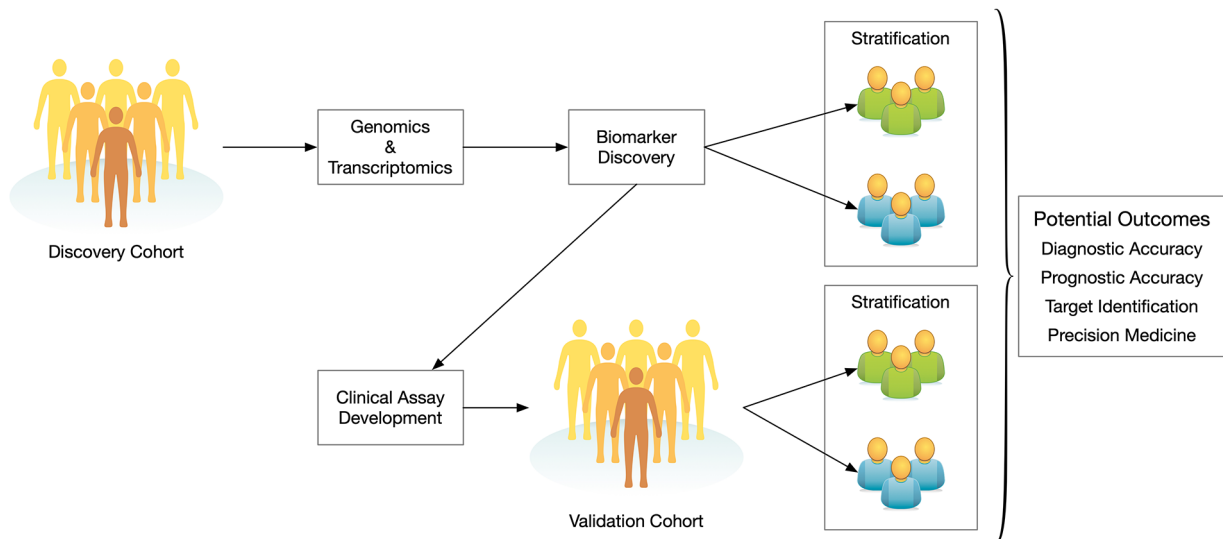 Discovery Cohort
Genomics
&
Transcriptomics
Biomarker
Discovery
Stratification
Clinical Assay
Development
Validation Cohort
Stratification
Potential Outcomes
Diagnostic Accuracy
Prognostic Accuracy
Target Identification
Precision Medicine